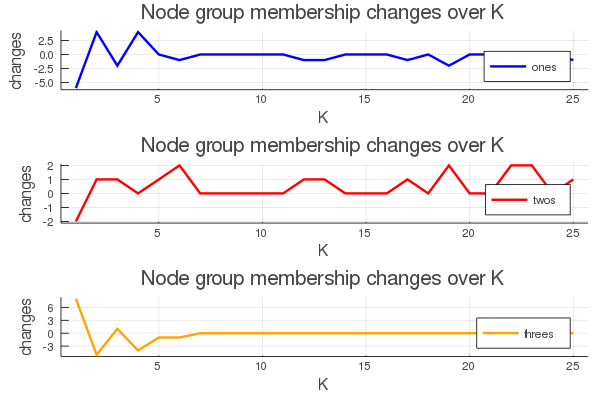 Node group membership changes over K
changes
2.5
0.0
-2.5
-5.0
ones
5 10 15 20 25
K
Node group membership changes over K
changes
2
1
0
-1
-2
twos
5 10 15 20 25
K
Node group membership changes over K
changes
6
3
0
-3
threes
5 10 15 20 25
K